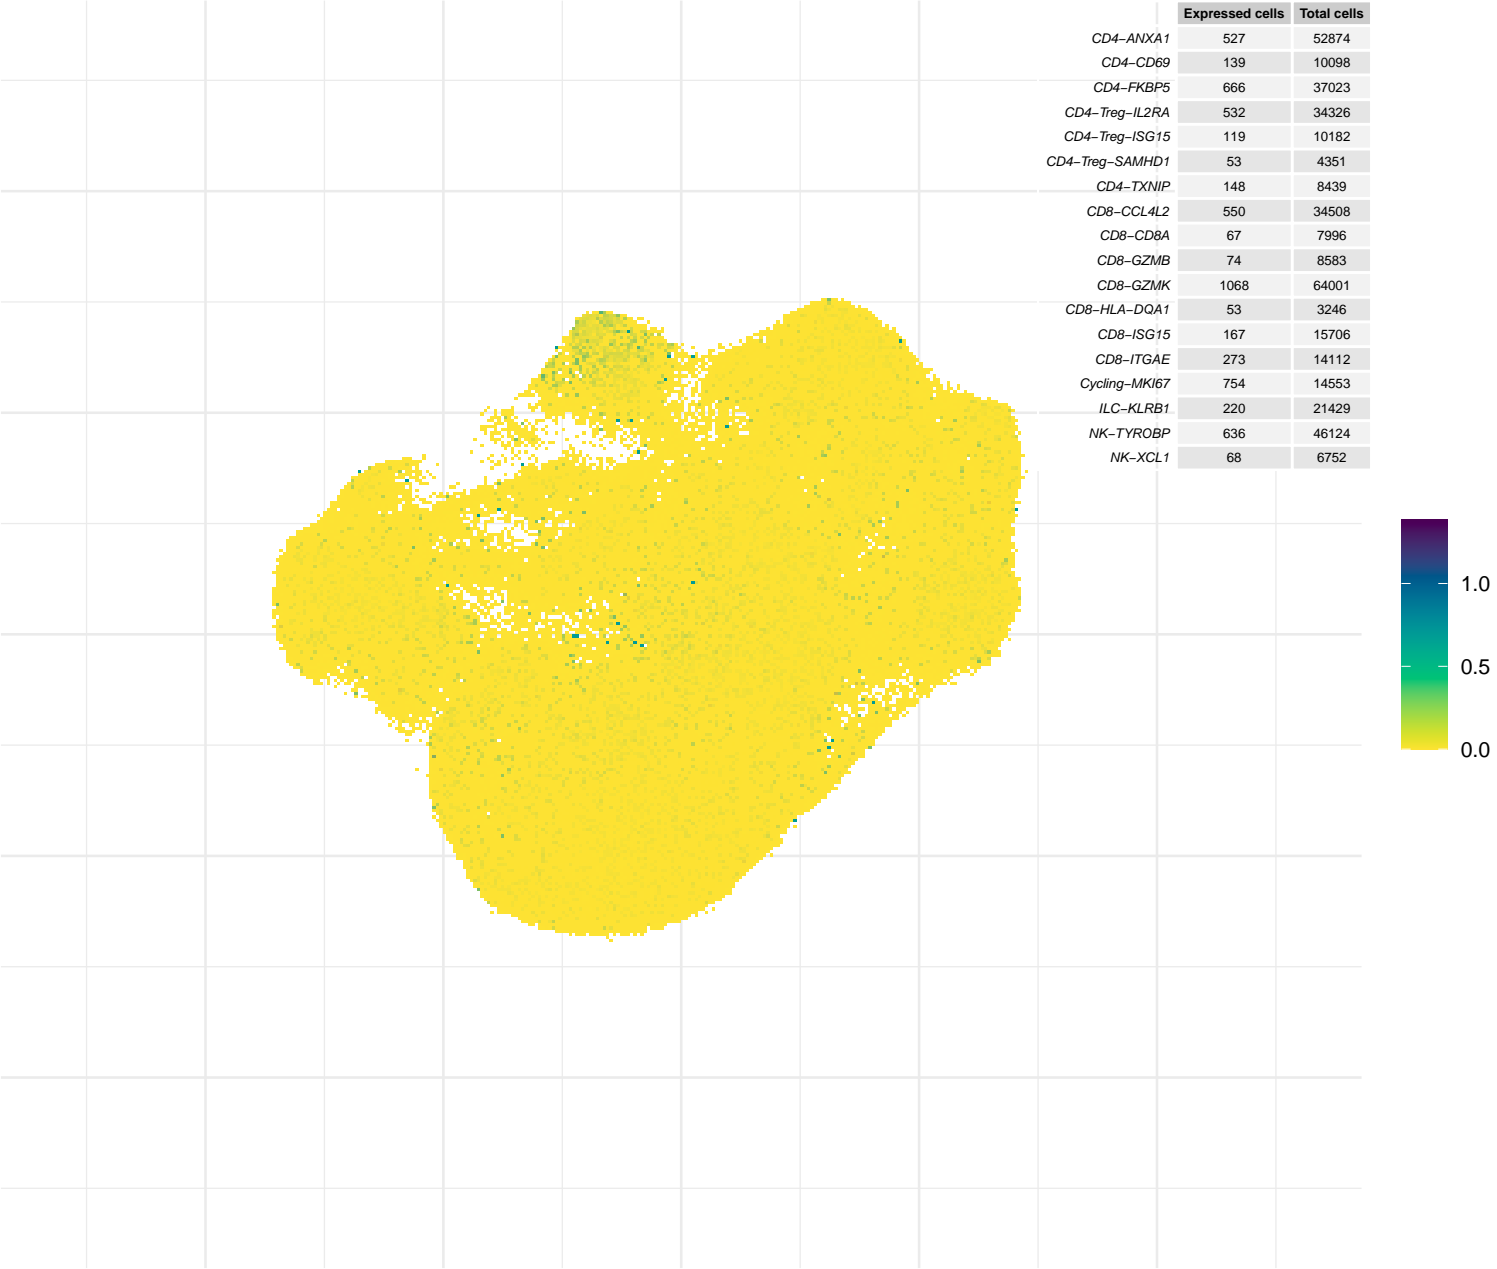 Expressed cells Total cells
CD4−ANXA1 527 52874
CD4−CD69 139 10098
CD4−FKBP5 666 37023
CD4−Treg−IL2RA 532 34326
CD4−Treg−ISG15 119 10182
CD4−Treg−SAMHD1 53 4351
CD4−TXNIP 148 8439
CD8−CCL4L2 550 34508
CD8−CD8A 67 7996
CD8−GZMB 74 8583
CD8−GZMK 1068 64001
CD8−HLA−DQA1 53 3246
CD8−ISG15 167 15706
CD8−ITGAE 273 14112
Cycling−MKI67 754 14553
ILC−KLRB1 220 21429
NK−TYROBP 636 46124
NK−XCL1 68 6752
1.0
0.5
0.0